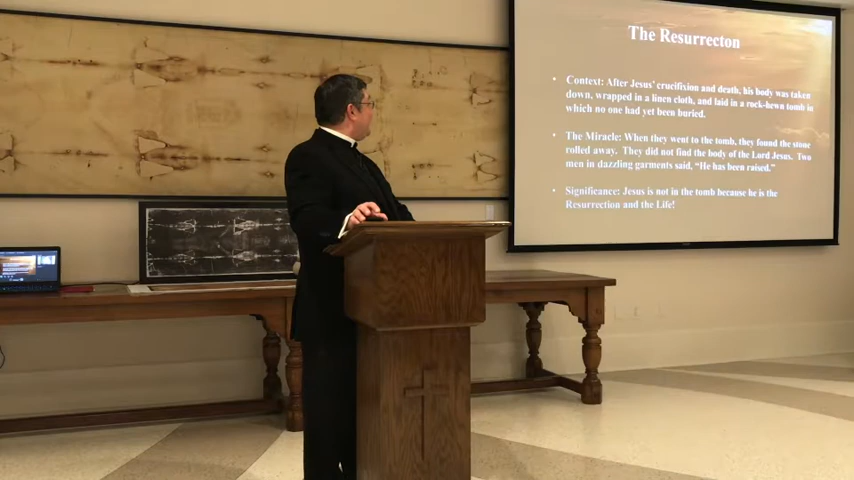 The Resurrecton
• Context: After Jesus' crucifixion and death, his body was taken
down, wrapped in a linen cloth, and laid in a rock-hewn tomb in
which no one had yet been buried.
• The Miracle: When they went to the tomb, they found the stone
rolled away. They did not find the body of the Lord Jesus. Two
men in dazzling garments said, "He has been raised."
• Significance: Jesus is not in the tomb because he is the
Resurrection and the Life!